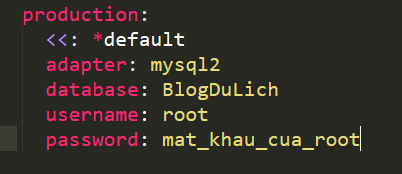 production:
  <<: *default
  adapter: mysql2
  database: BlogDuLich
  username: root
  password: mat_khau_cua_root